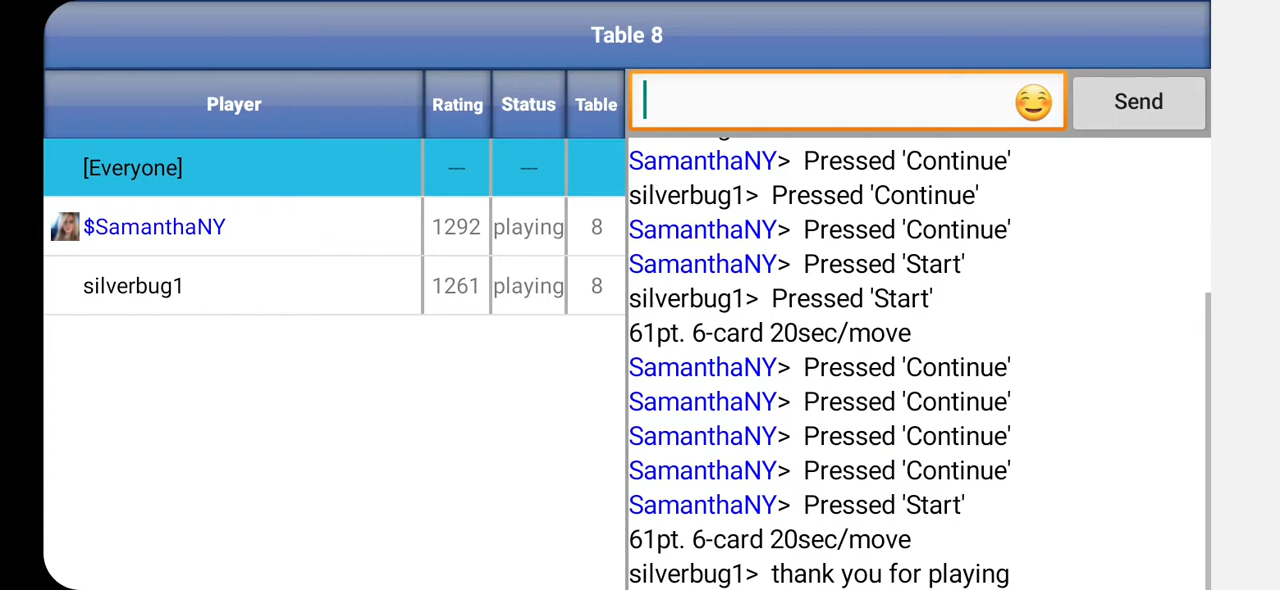 Table 8
Player Rating Status Table
Send
[Everyone] --- ---
$SamanthaNY 1292 playing 8
silverbug1 1261 playing 8
SamanthaNY> Pressed 'Continue'
silverbug1> Pressed 'Continue'
SamanthaNY> Pressed 'Continue'
SamanthaNY> Pressed 'Start'
silverbug1> Pressed 'Start'
61pt. 6-card 20sec/move
SamanthaNY> Pressed 'Continue'
SamanthaNY> Pressed 'Continue'
SamanthaNY> Pressed 'Continue'
SamanthaNY> Pressed 'Continue'
SamanthaNY> Pressed 'Start'
61pt. 6-card 20sec/move
silverbug1> thank you for playing